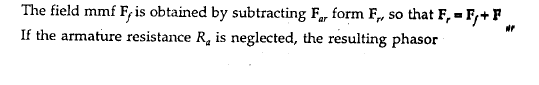 The field mmf F_f is obtained by subtracting F_ar form F_r, so that F_r = F_f + F_ar
If the armature resistance R_a is neglected, the resulting phasor